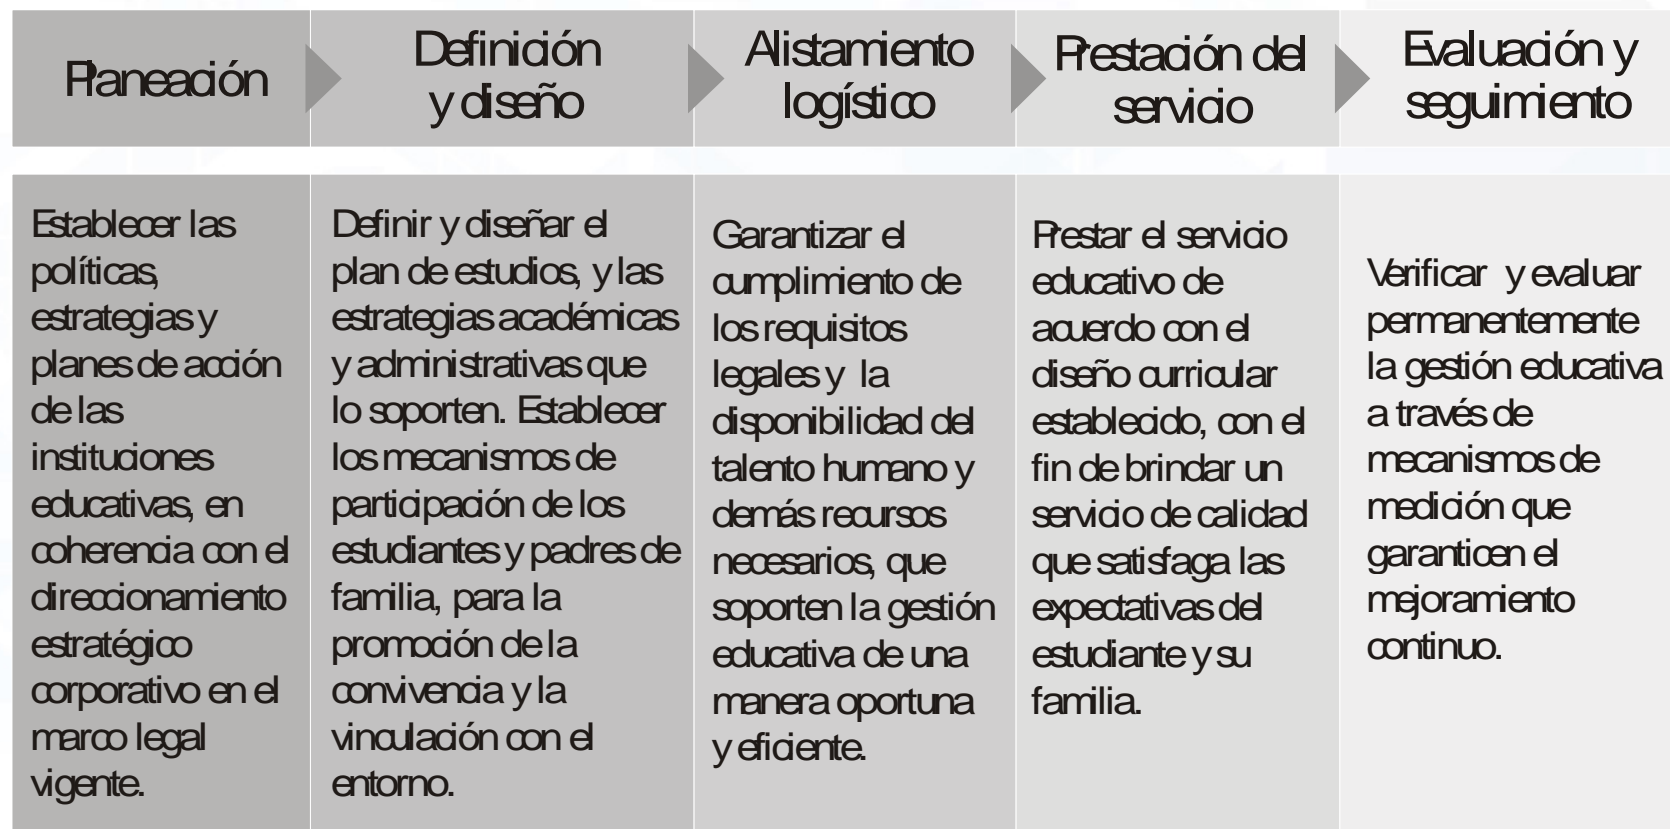 Planeación
Definición
y diseño
Alistamiento
logístico
Prestación del
servicio
Evaluación y
seguimiento
Establecer las
políticas,
estrategias y
planes de acción
de las
instituciones
educativas, en
coherencia con el
direccionamiento
estratégico
corporativo en el
marco legal
vigente.
Definir y diseñar el
plan de estudios, y las
estrategias académicas
y administrativas que
lo soporten. Establecer
los mecanismos de
participación de los
estudiantes y padres de
familia, para la
promoción de la
convivencia y la
vinculación con el
entorno.
Garantizar el
cumplimiento de
los requisitos
legales y la
disponibilidad del
talento humano y
demás recursos
necesarios, que
soporten la gestión
educativa de una
manera oportuna
y eficiente.
Prestar el servicio
educativo de
acuerdo con el
diseño curricular
establecido, con el
fin de brindar un
servicio de calidad
que satisfaga las
expectativas del
estudiante y su
familia.
Verificar y evaluar
permanentemente
la gestión educativa
a través de
mecanismos de
medición que
garanticen el
mejoramiento
continuo.